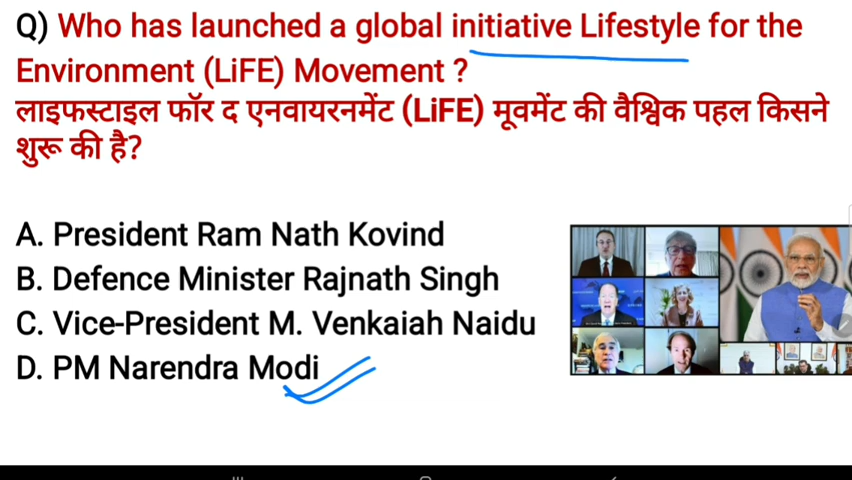 Q) Who has launched a global initiative Lifestyle for the
Environment (LiFE) Movement ?
लाइफस्टाइल फॉर द एनवायरनमेंट (LiFE) मूवमेंट की वैश्विक पहल किसने
शुरू की है?
A. President Ram Nath Kovind
B. Defence Minister Rajnath Singh
C. Vice-President M. Venkaiah Naidu
D. PM Narendra Modi